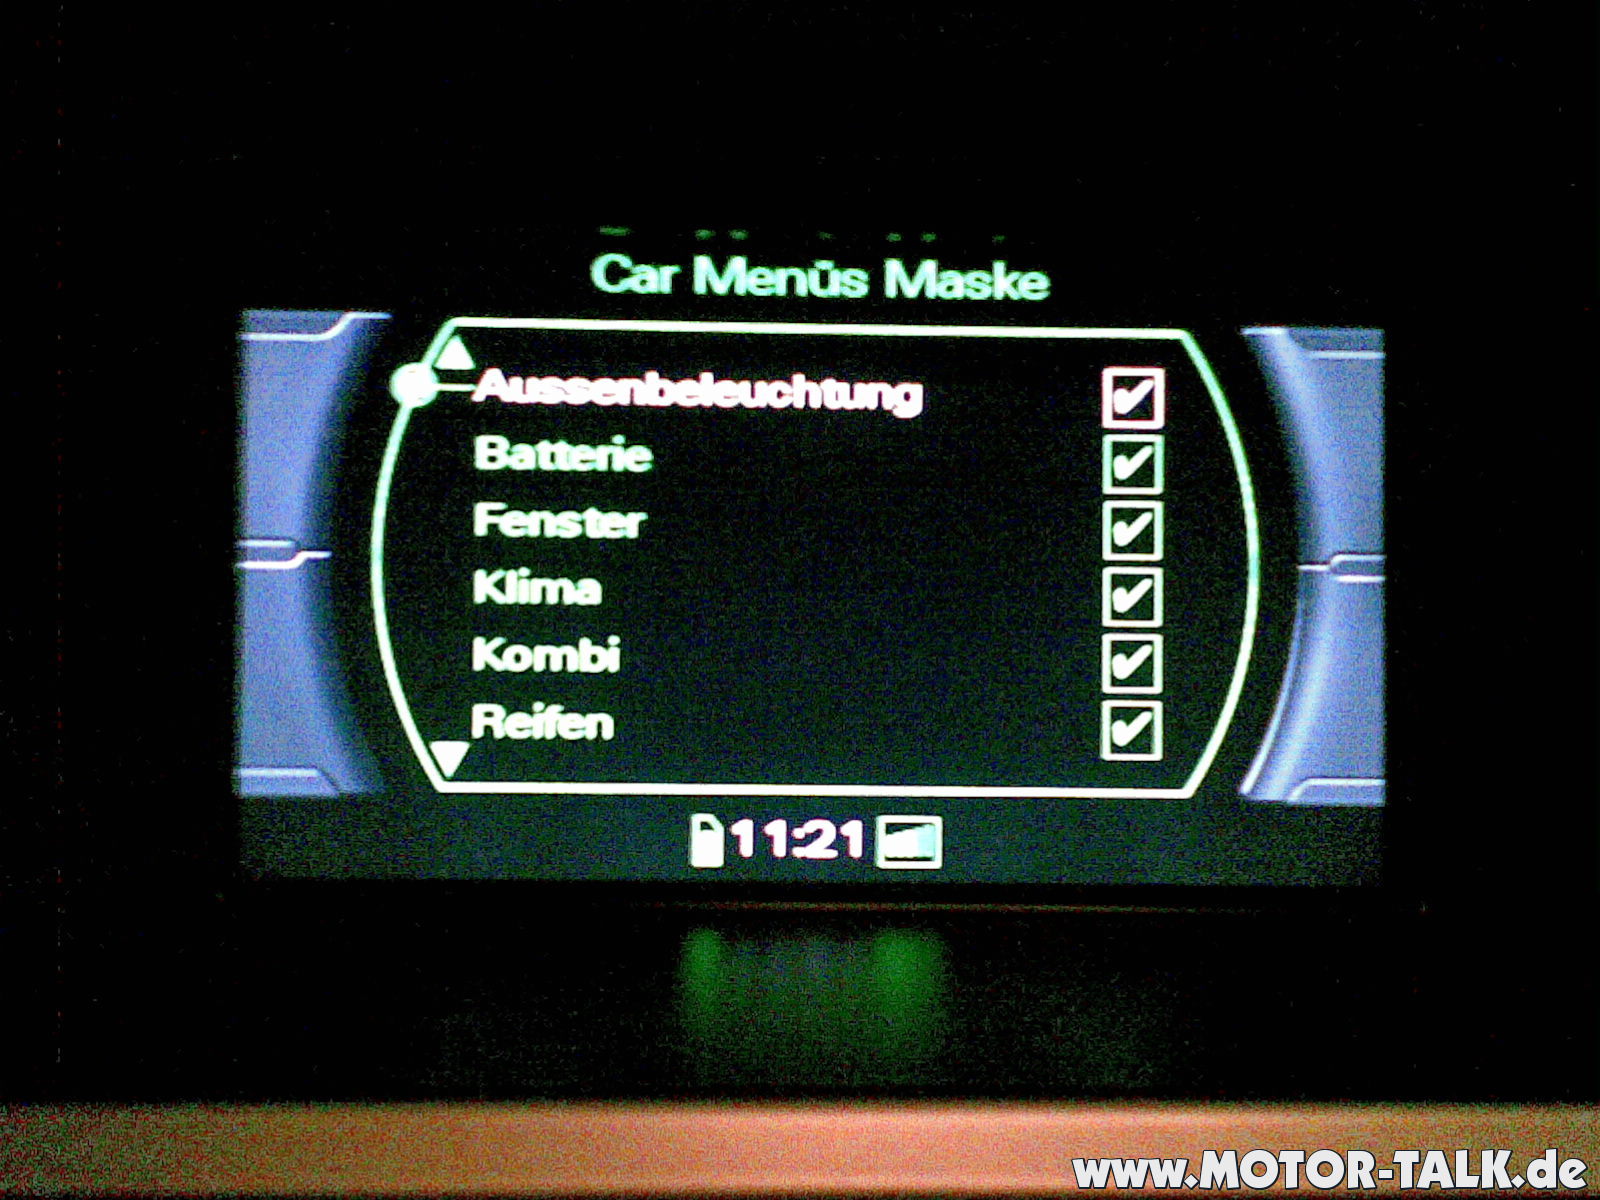 Car Menüs Maske
Aussenbeleuchtung
Batterie
Fenster
Klima
Kombi
Reifen
11:21
www.MOTOR-TALK.de